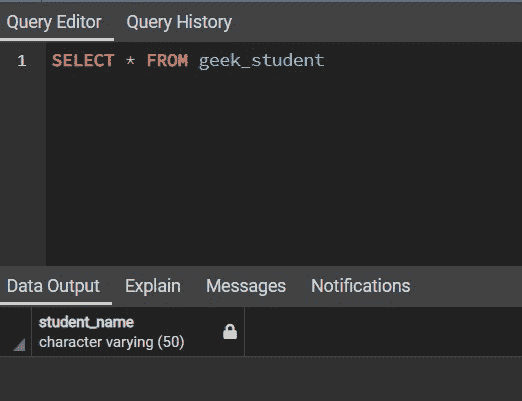 Query Editor Query History
1 SELECT * FROM geek_student
Data Output Explain Messages Notifications
student_name
character varying (50)